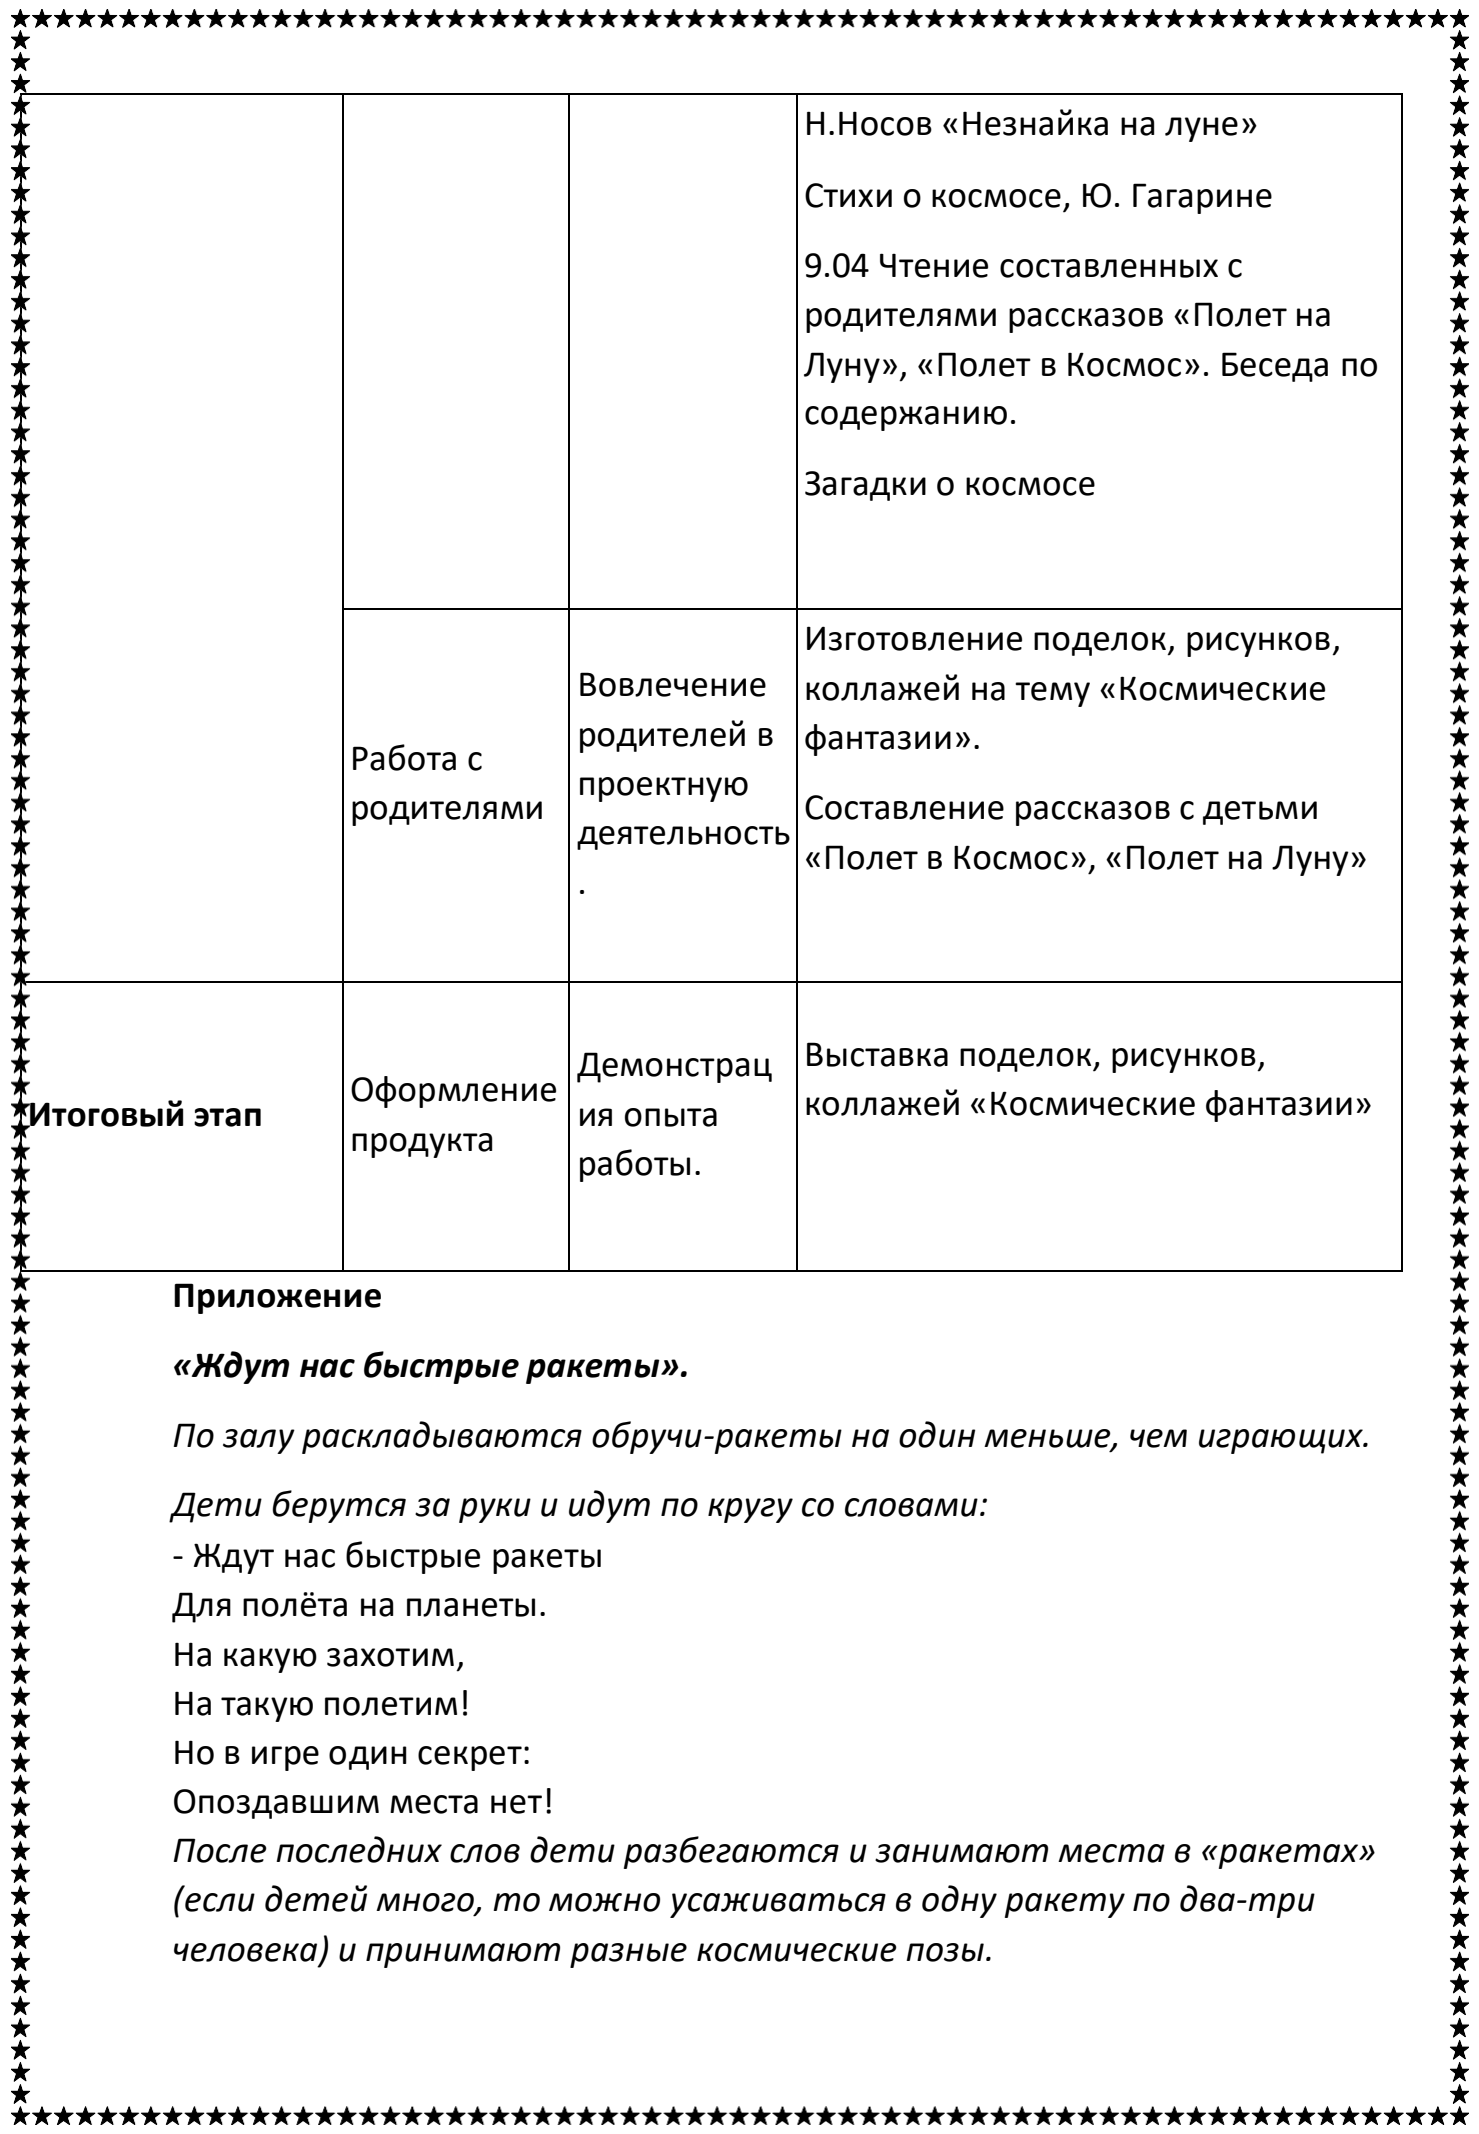 Н.Носов «Незнайка на луне»
Стихи о космосе, Ю. Гагарине
9.04 Чтение составленных с
родителями рассказов «Полет на
Луну», «Полет в Космос». Беседа по
содержанию.
Загадки о космосе
Работа с
родителями
Вовлечение
родителей в
проектную
деятельность
.
Изготовление поделок, рисунков,
коллажей на тему «Космические
фантазии».
Составление рассказов с детьми
«Полет в Космос», «Полет на Луну»
Итоговый этап
Оформление
продукта
Демонстрац
ия опыта
работы.
Выставка поделок, рисунков,
коллажей «Космические фантазии»
Приложение
«Ждут нас быстрые ракеты».
По залу раскладываются обручи-ракеты на один меньше, чем играющих.
Дети берутся за руки и идут по кругу со словами:
- Ждут нас быстрые ракеты
Для полёта на планеты.
На какую захотим,
На такую полетим!
Но в игре один секрет:
Опоздавшим места нет!
После последних слов дети разбегаются и занимают места в «ракетах»
(если детей много, то можно усаживаться в одну ракету по два-три
человека) и принимают разные космические позы.